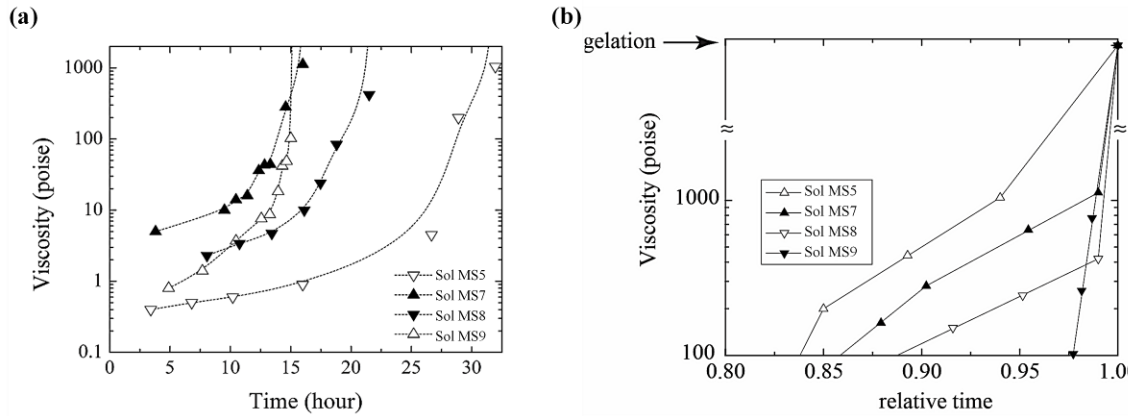 (a)
Viscosity (poise)
1000
100
10
1
0.1
0 5 10 15 20 25 30
Time (hour)
Sol MS5
Sol MS7
Sol MS8
Sol MS9
(b)
gelation
Viscosity (poise)
≈ ≈
1000
100
Sol MS5
Sol MS7
Sol MS8
Sol MS9
0.80 0.85 0.90 0.95 1.00
relative time